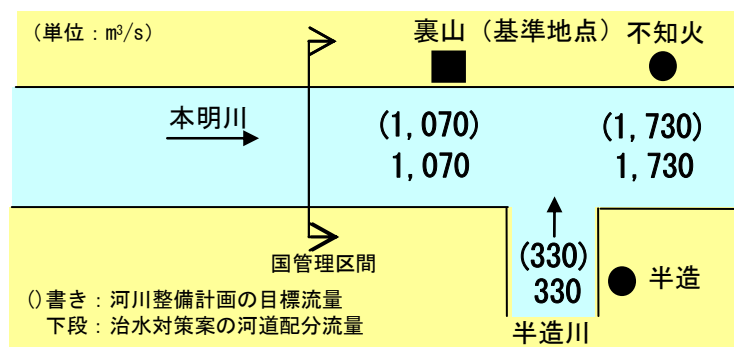 (単位：m³/s)
裏山（基準地点）
不知火
本明川
(1,070)
1,070
(1,730)
1,730
国管理区間
(330)
330
半造
半造川
()書き：河川整備計画の目標流量
下段：治水対策案の河道配分流量